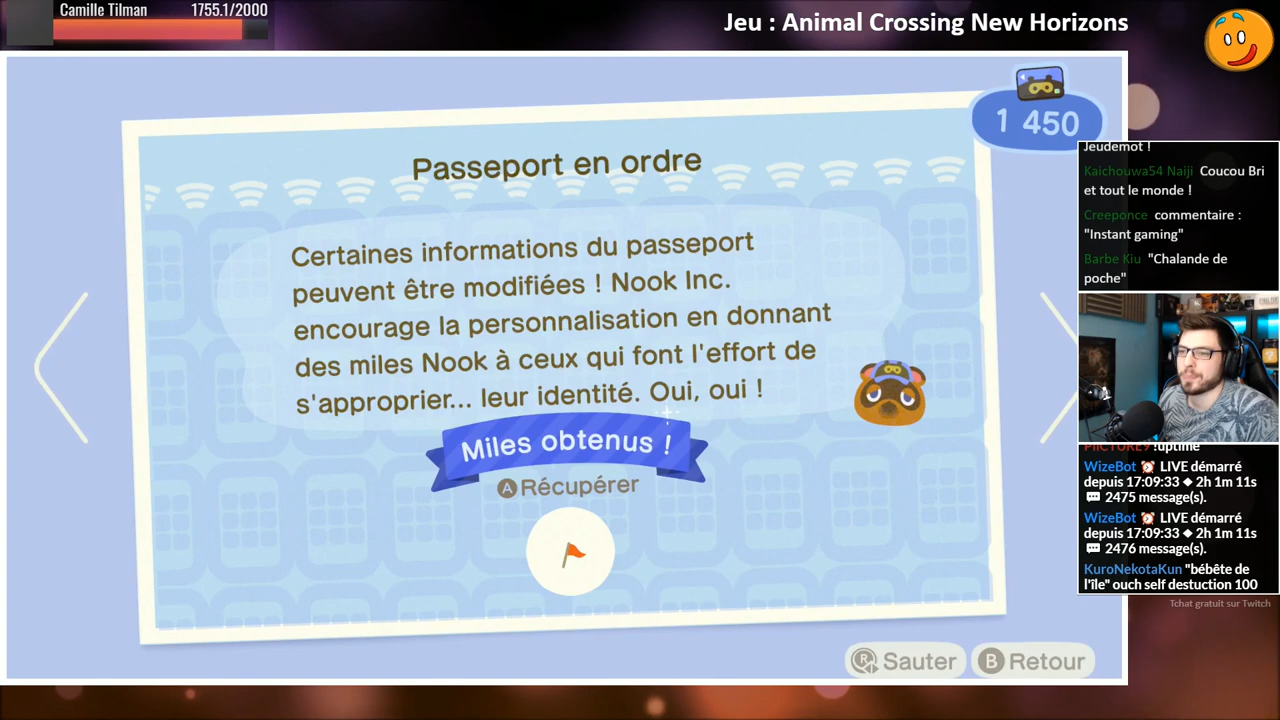 Camille Tilman 1755.1/2000
Jeu : Animal Crossing New Horizons
1 450
Passeport en ordre
Certaines informations du passeport
peuvent être modifiées ! Nook Inc.
encourage la personnalisation en donnant
des miles Nook à ceux qui font l'effort de
s'approprier... leur identité. Oui, oui !
Miles obtenus !
A Récupérer
R Sauter
B Retour
Jeudemot !
Kaichouwa54 Naiji Coucou Bri
et tout le monde !
Creeponce commentaire :
"Instant gaming"
Barbe Kiu "Chalande de
poche"
!uptime
WizeBot LIVE démarré
depuis 17:09:33 ◆ 2h 1m 11s
2475 message(s).
WizeBot LIVE démarré
depuis 17:09:33 ◆ 2h 1m 11s
2476 message(s).
KuroNekotaKun "bébête de
l'île" ouch self destuction 100
Tchat gratuit sur Twitch